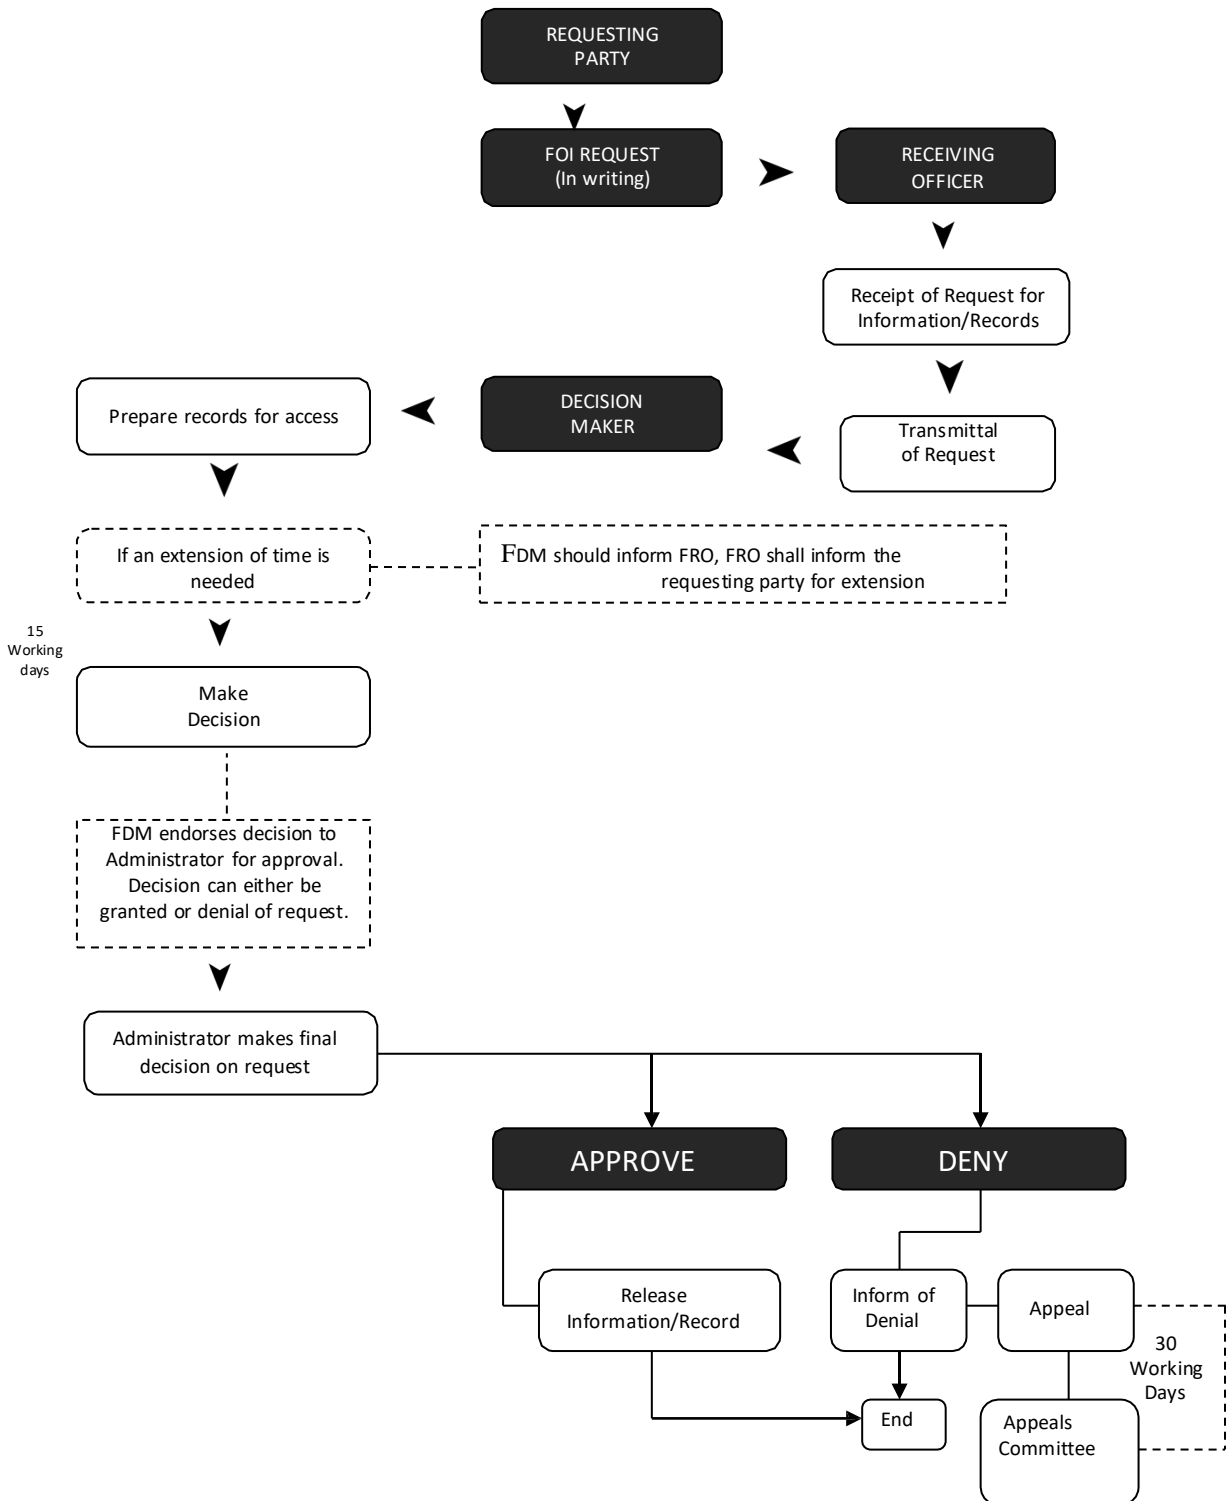 REQUESTING
PARTY
FOI REQUEST
(In writing)
RECEIVING
OFFICER
Receipt of Request for
Information/Records
Transmittal
of Request
DECISION
MAKER
Prepare records for access
If an extension of time is
needed
FDM should inform FRO, FRO shall inform the
requesting party for extension
15
Working
days
Make
Decision
FDM endorses decision to
Administrator for approval.
Decision can either be
granted or denial of request.
Administrator makes final
decision on request
APPROVE
DENY
Release
Information/Record
Inform of
Denial
Appeal
30
Working
Days
End
Appeals
Committee